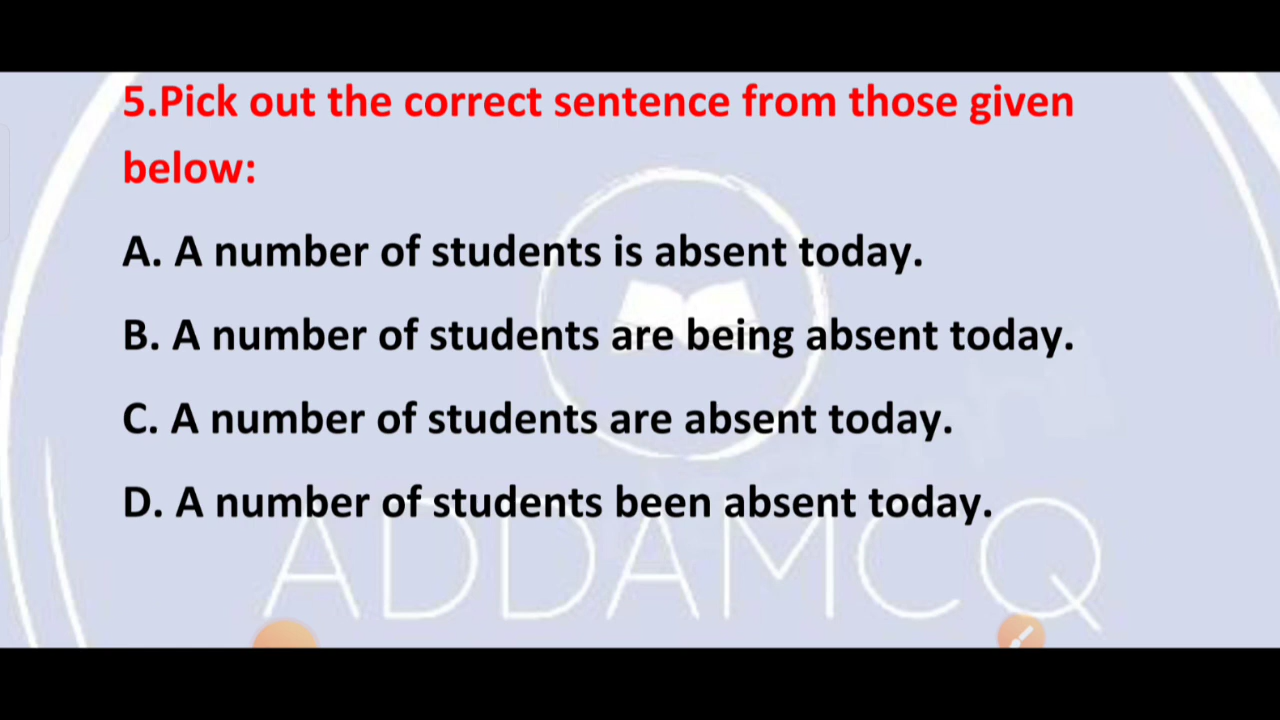 5.Pick out the correct sentence from those given
below:
A. A number of students is absent today.
B. A number of students are being absent today.
C. A number of students are absent today.
D. A number of students been absent today.
ADDAMCQ